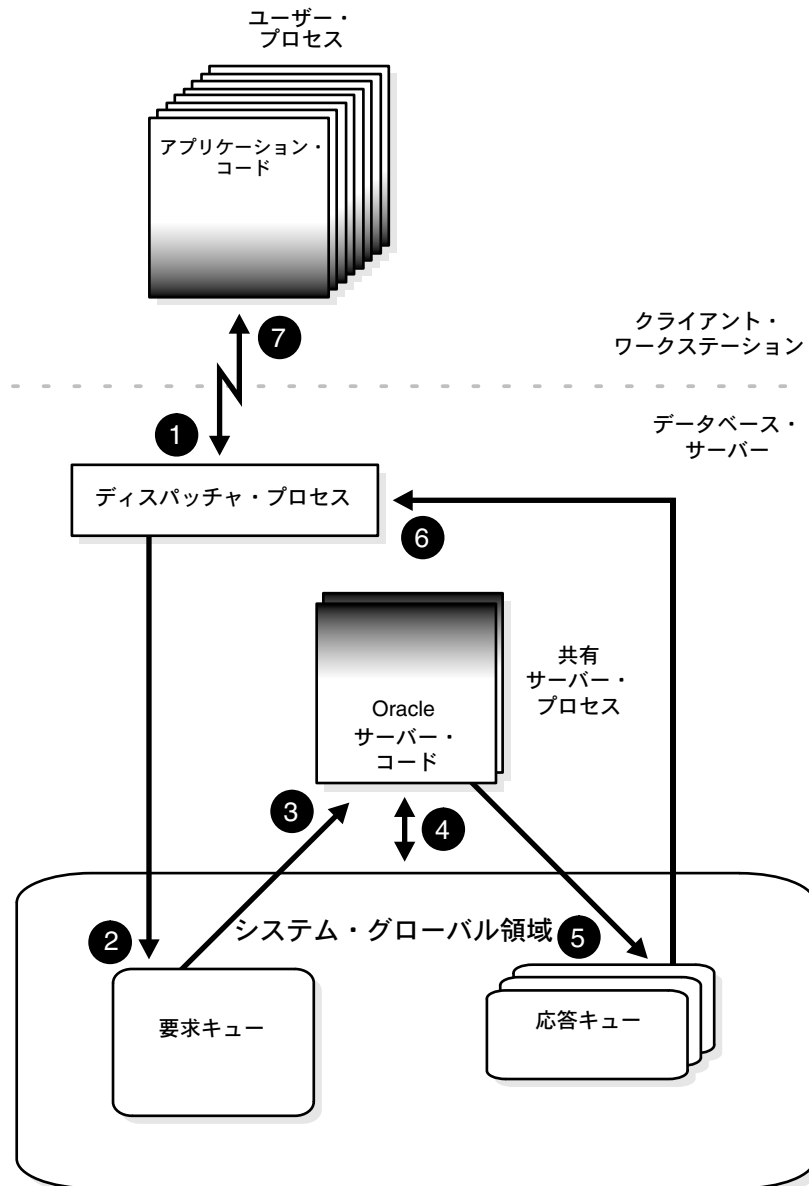 ユーザー・
プロセス
アプリケーション・
コード
7
クライアント・
ワークステーション
1
データベース・
サーバー
ディスパッチャ・プロセス
6
共有
サーバー・
プロセス
Oracle
サーバー・
コード
3
4
2
システム・グローバル領域
5
要求キュー
応答キュー